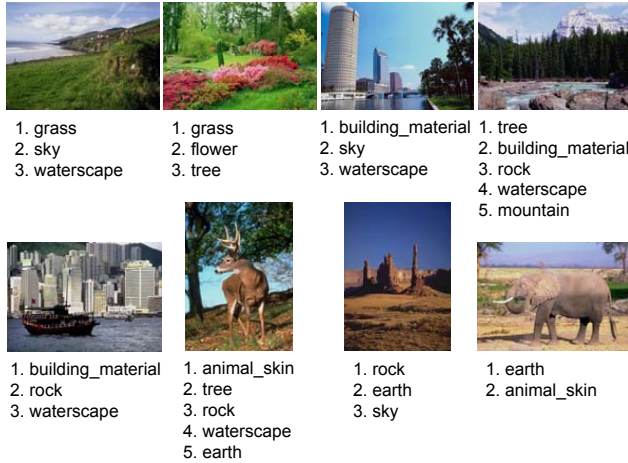 1. grass
2. sky
3. waterscape
1. grass
2. flower
3. tree
1. building_material
2. sky
3. waterscape
1. tree
2. building_material
3. rock
4. waterscape
5. mountain
1. building_material
2. rock
3. waterscape
1. animal_skin
2. tree
3. rock
4. waterscape
5. earth
1. rock
2. earth
3. sky
1. earth
2. animal_skin